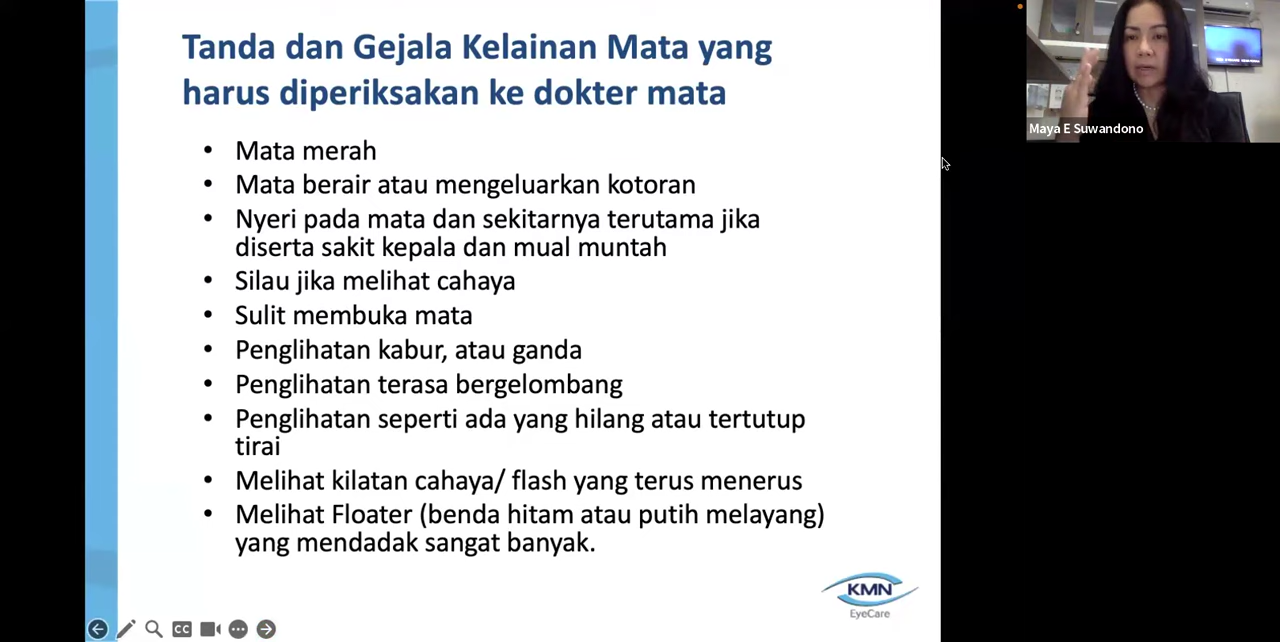 Tanda dan Gejala Kelainan Mata yang
harus diperiksakan ke dokter mata
• Mata merah
• Mata berair atau mengeluarkan kotoran
• Nyeri pada mata dan sekitarnya terutama jika
diserta sakit kepala dan mual muntah
• Silau jika melihat cahaya
• Sulit membuka mata
• Penglihatan kabur, atau ganda
• Penglihatan terasa bergelombang
• Penglihatan seperti ada yang hilang atau tertutup
tirai
• Melihat kilatan cahaya/ flash yang terus menerus
• Melihat Floater (benda hitam atau putih melayang)
yang mendadak sangat banyak.
KMN
EyeCare
CC
Maya E Suwandono